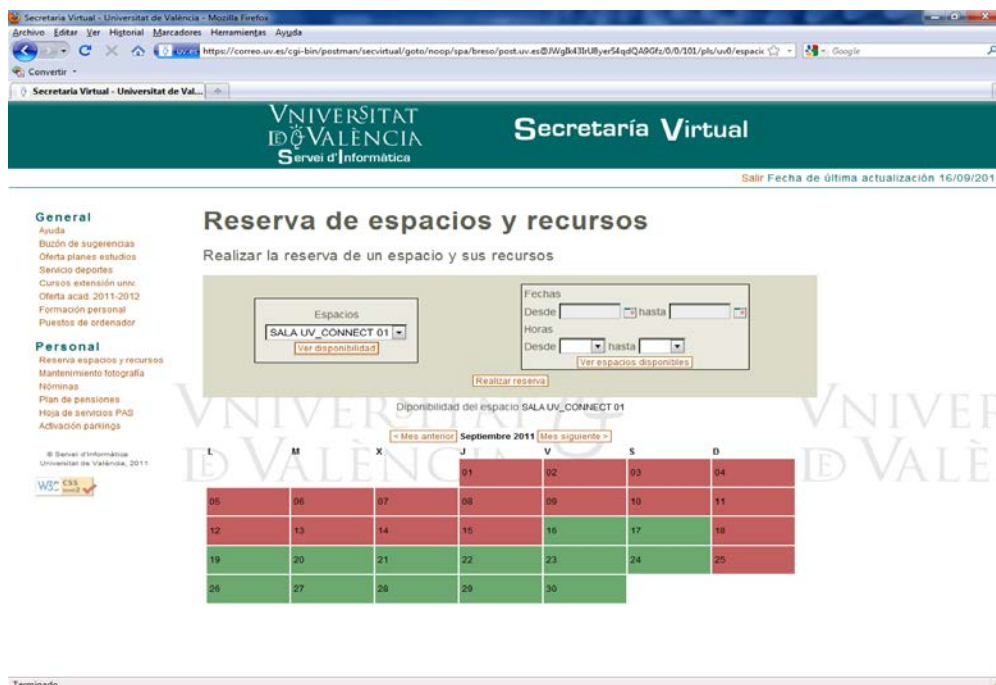 Secretaria Virtual - Universitat de València - Mozilla Firefox
Archivo Editar Ver Historial Marcadores Herramientas Ayuda
uv.es Google
Convertir
Secretaria Virtual - Universitat de Val...
VNIVERSITAT
D VALÈNCIA
Servei d'Informàtica
Secretaría Virtual
Salir Fecha de última actualización 16/09/201
General
Ayuda
Buzón de sugerencias
Oferta planes estudios
Servicio deportes
Cursos extensión univ.
Oferta acad. 2011-2012
Formación personal
Puestos de ordenador
Personal
Reserva espacios y recursos
Mantenimiento fotografía
Nóminas
Plan de pensiones
Hoja de servicios PAS
Activación parkings
© Servei d'Informàtica
Universitat de València, 2011
W3C CSS
level 2
Reserva de espacios y recursos
Realizar la reserva de un espacio y sus recursos
Espacios
SALA UV_CONNECT 01
Ver disponibilidad
Fechas
Desde hasta
Horas
Desde hasta
Ver espacios disponibles
Realizar reserva
Diponibilidad del espacio SALA UV_CONNECT 01
< Mes anterior Septiembre 2011 Mes siguiente >
L M X J V S D
01 02 03 04
05 06 07 08 09 10 11
12 13 14 15 16 17 18
19 20 21 22 23 24 25
26 27 28 29 30
Terminado